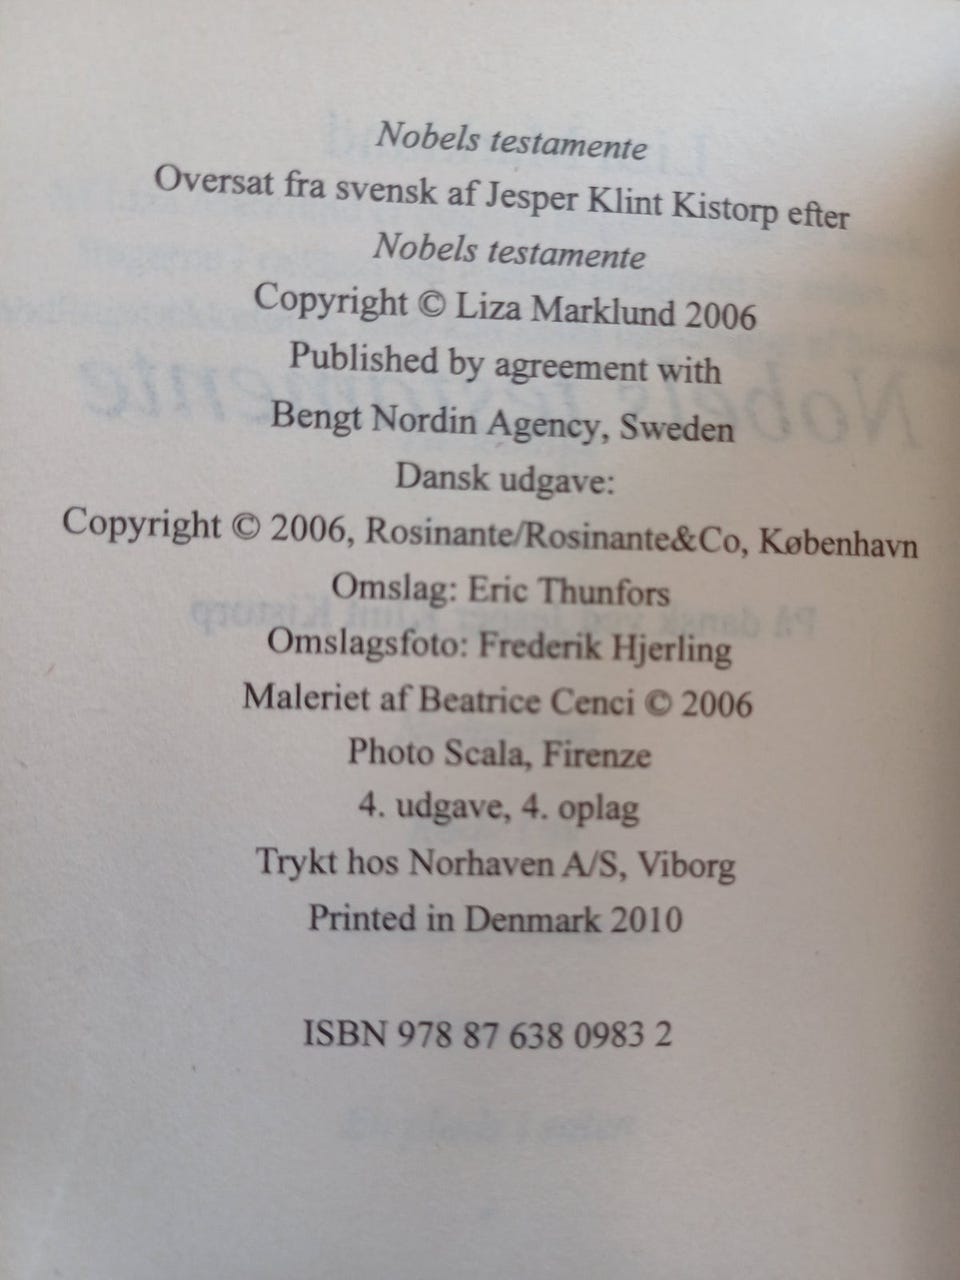 Nobels testamente
Oversat fra svensk af Jesper Klint Kistorp efter
Nobels testamente
Copyright © Liza Marklund 2006
Published by agreement with
Bengt Nordin Agency, Sweden
Dansk udgave:
Copyright © 2006, Rosinante/Rosinante&Co, København
Omslag: Eric Thunfors
Omslagsfoto: Frederik Hjerling
Maleriet af Beatrice Cenci © 2006
Photo Scala, Firenze
4. udgave, 4. oplag
Trykt hos Norhaven A/S, Viborg
Printed in Denmark 2010
ISBN 978 87 638 0983 2